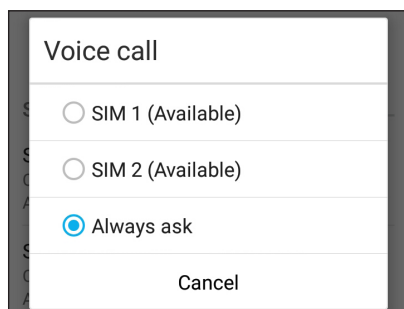 Voice call
SIM 1 (Available)
SIM 2 (Available)
Always ask
Cancel